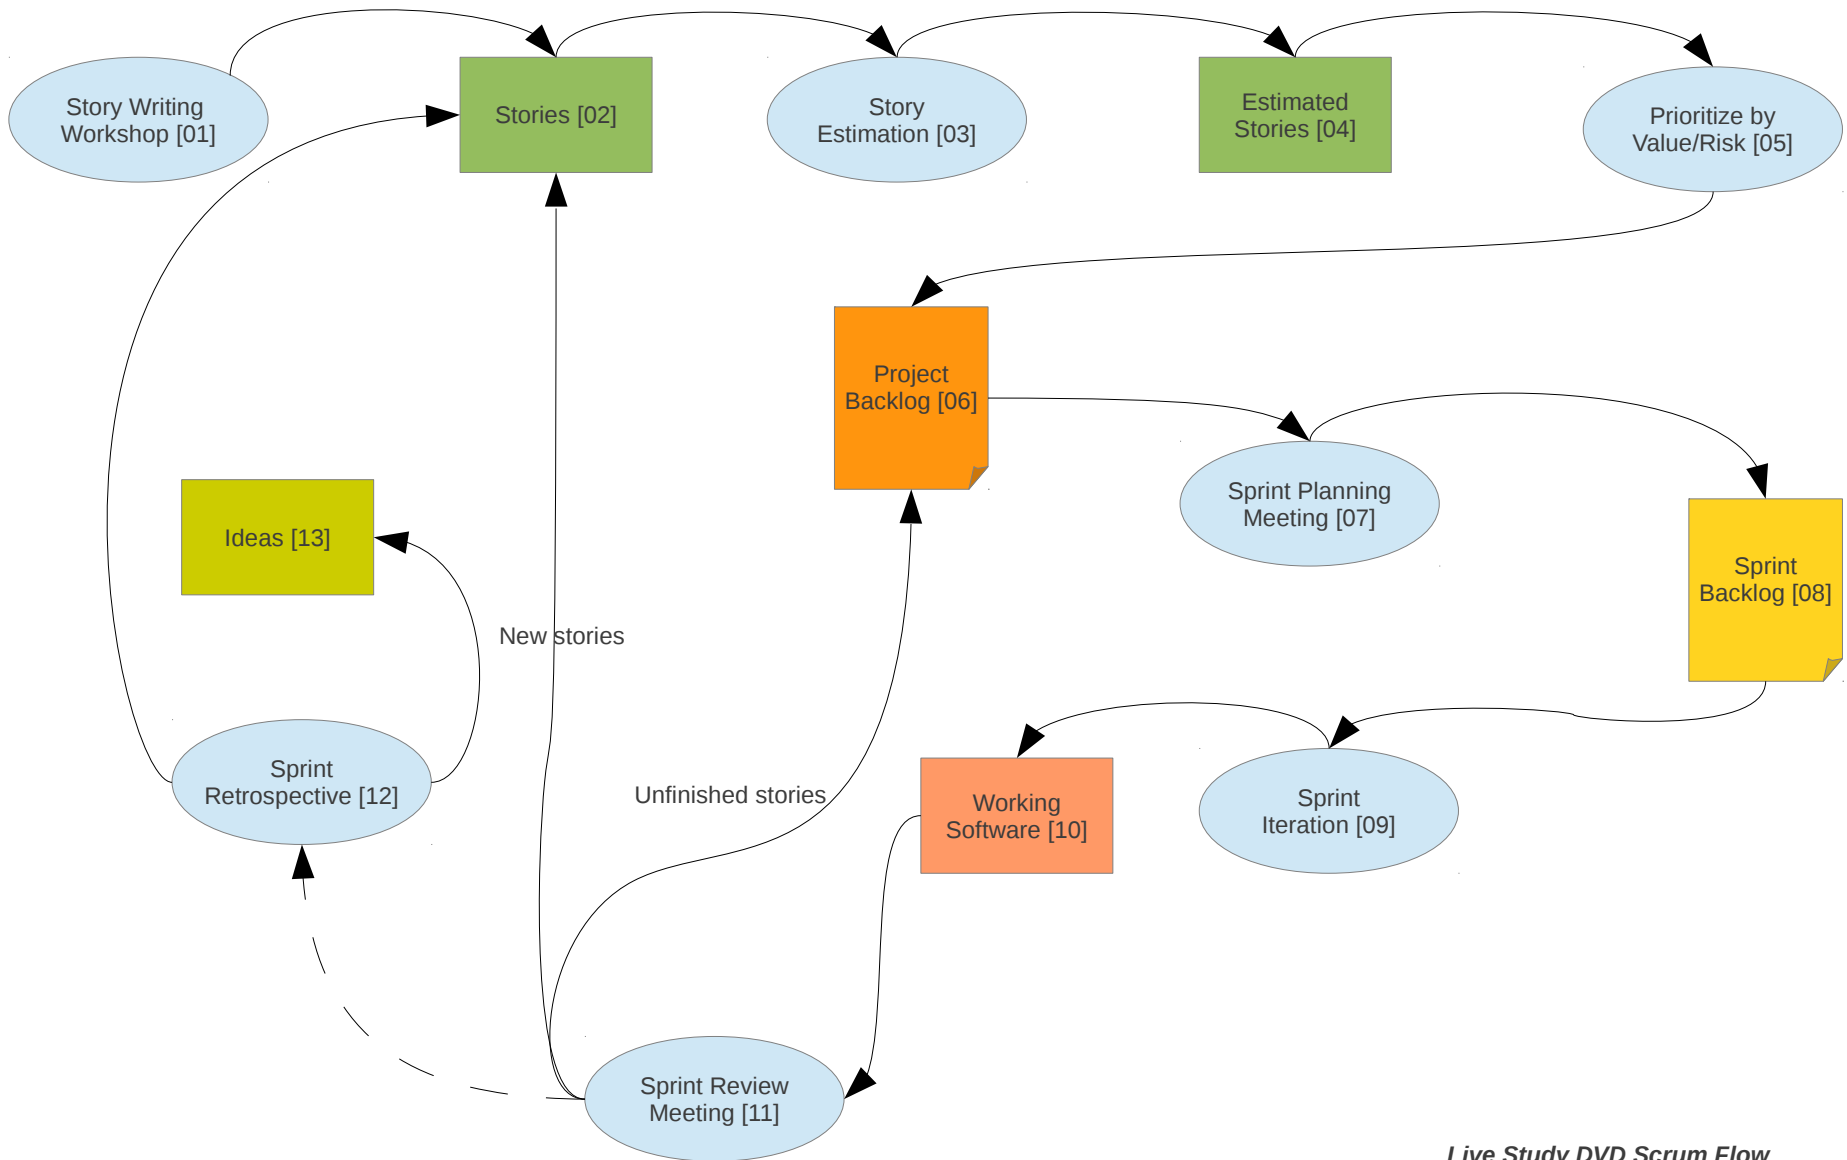 Story Writing
Workshop [01]
Stories [02]
Story
Estimation [03]
Estimated
Stories [04]
Prioritize by
Value/Risk [05]
Project
Backlog [06]
Sprint Planning
Meeting [07]
Sprint
Backlog [08]
Ideas [13]
New stories
Sprint
Retrospective [12]
Unfinished stories
Working
Software [10]
Sprint
Iteration [09]
Sprint Review
Meeting [11]
Live Study DVD Scrum Flow